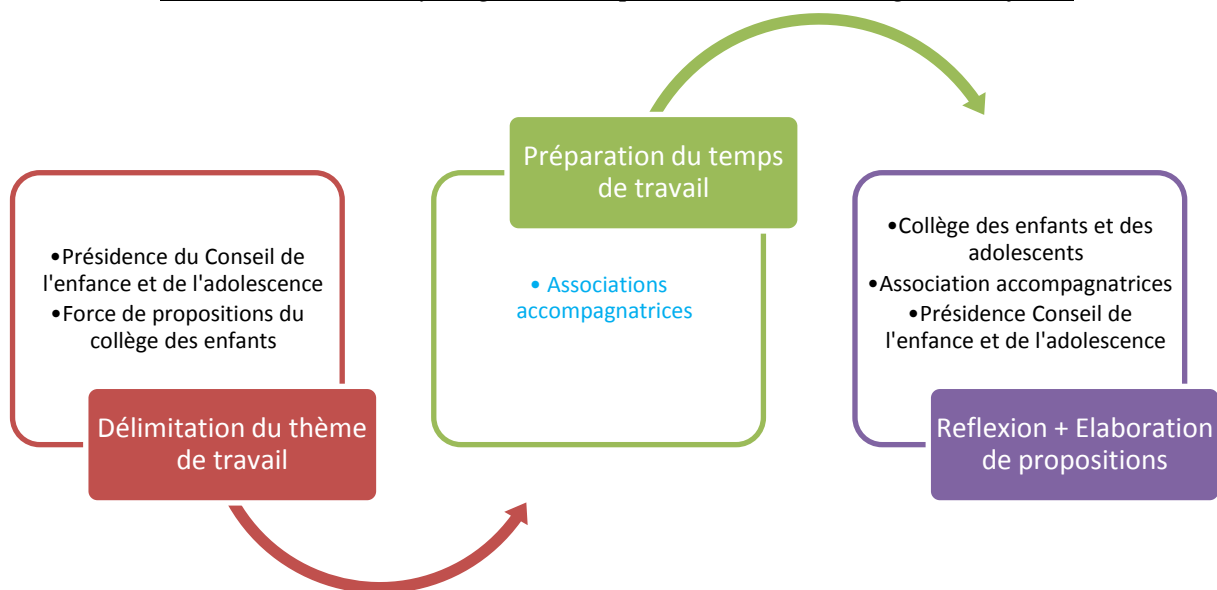 •Présidence du Conseil de
l'enfance et de l'adolescence
•Force de propositions du
collège des enfants
Délimitation du thème
de travail
Préparation du temps
de travail
• Associations
accompagnatrices
•Collège des enfants et des
adolescents
•Association accompagnatrices
•Présidence Conseil de
l'enfance et de l'adolescence
Reflexion + Elaboration
de propositions